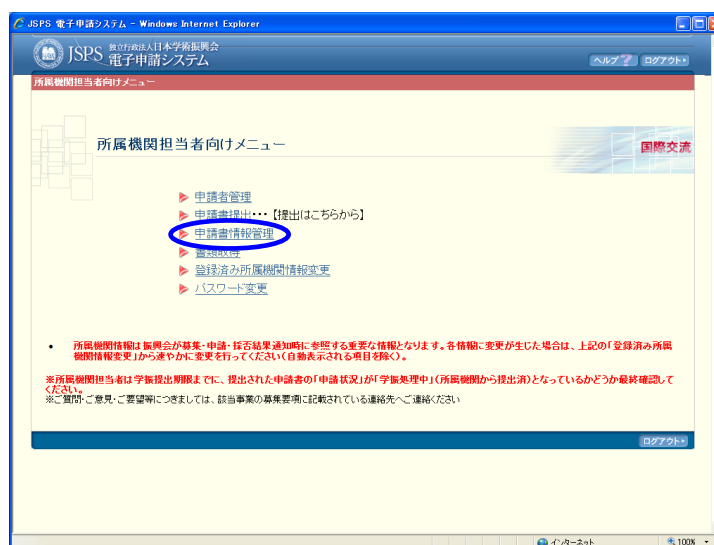 JSPS 電子申請システム - Windows Internet Explorer
JSPS 独立行政法人日本学術振興会
電子申請システム
ヘルプ ? ログアウト
所属機関担当者向けメニュー
所属機関担当者向けメニュー
国際交流
申請者管理
申請書提出・・・【提出はこちらから】
申請書情報管理
書類取得
登録済み所属機関情報変更
パスワード変更
• 所属機関情報は振興会が募集・申請・採否結果通知時に参照する重要な情報となります。各情報に変更が生じた場合は、上記の「登録済み所属
機関情報変更」から速やかに変更を行ってください(自動表示される項目を除く)。
※所属機関担当者は学振提出期限までに、提出された申請書の「申請状況」が「学振処理中」(所属機関から提出済)となっているかどうか最終確認して
ください。
※ご質問・ご意見・ご要望等につきましては、該当事業の募集要項に記載されている連絡先へご連絡ください
ログアウト
インターネット 100%